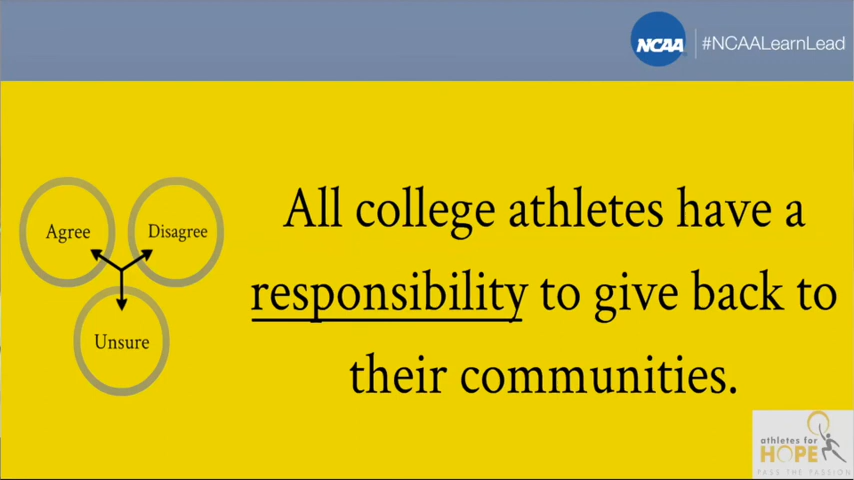 NCAA
#NCAALearnLead
All college athletes have a
responsibility to give back to
their communities.
Agree
Disagree
Unsure
athletes for
HOPE
PASS THE PASSION